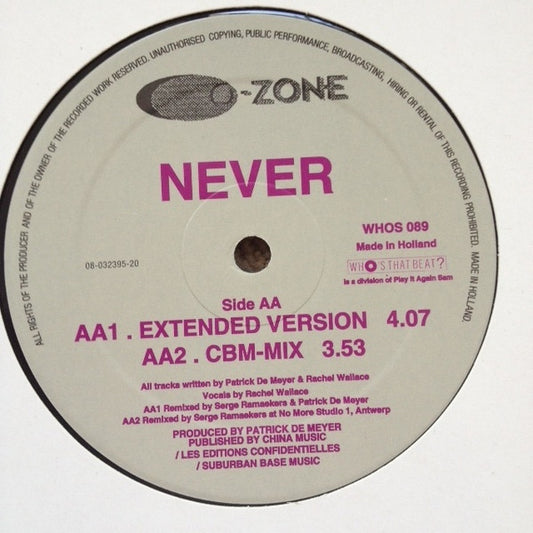 ALL RIGHTS OF THE PRODUCER AND OF THE OWNER OF THE RECORDED WORK RESERVED. UNAUTHORISED COPYING, PUBLIC PERFORMANCE, BROADCASTING, HIRING OR RENTAL OF THIS RECORDING PROHIBITED. MADE IN HOLLAND
O-ZONE
NEVER
WHOS 089
Made in Holland
08-032395-20
WHO'S THAT BEAT?
is a division of Play It Again Sam
Side AA
AA1 . EXTENDED VERSION 4.07
AA2 . CBM-MIX 3.53
All tracks written by Patrick De Meyer & Rachel Wallace
Vocals by Rachel Wallace
AA1 Remixed by Serge Ramaekers & Patrick De Meyer
AA2 Remixed by Serge Ramaekers at No More Studio 1, Antwerp
PRODUCED BY PATRICK DE MEYER
PUBLISHED BY CHINA MUSIC
/ LES EDITIONS CONFIDENTIELLES
/ SUBURBAN BASE MUSIC